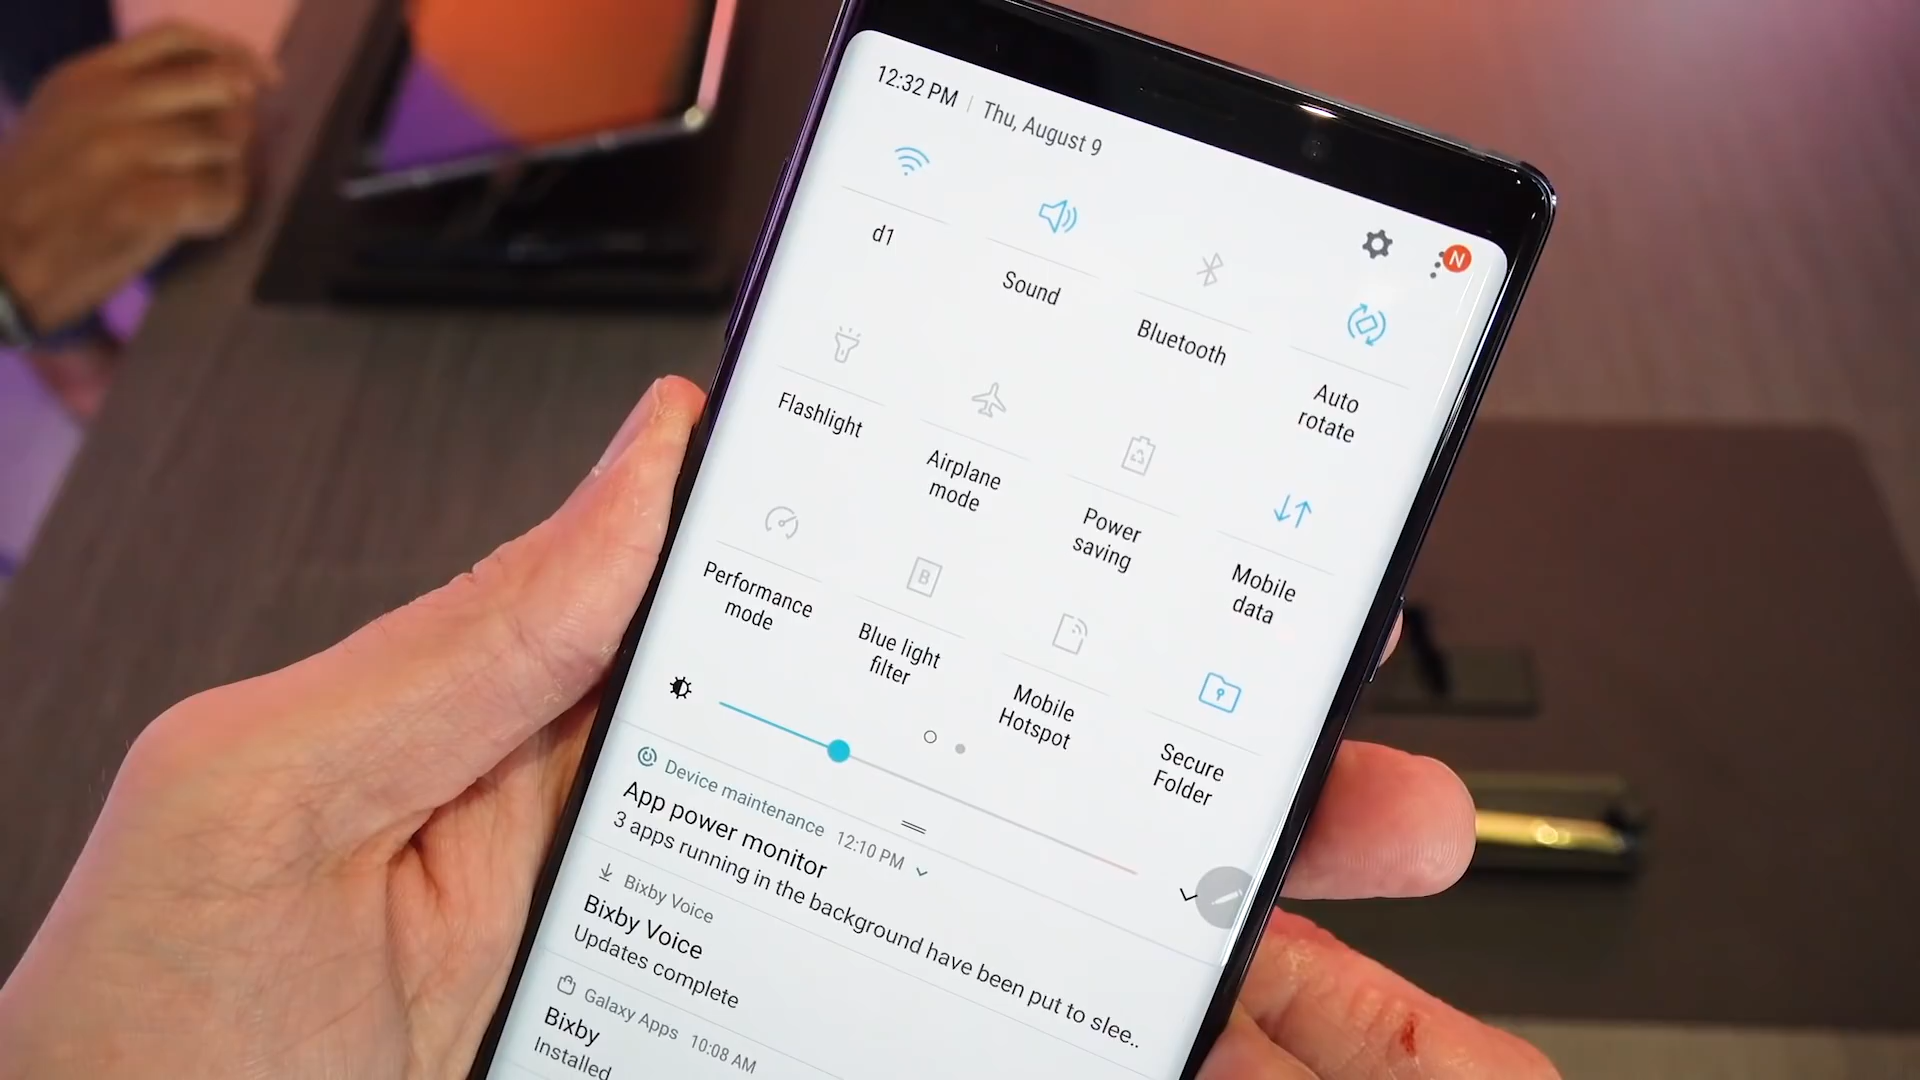 12:32 PM | Thu, August 9
N
d1
Sound
Bluetooth
Auto
rotate
Flashlight
Airplane
mode
Power
saving
Mobile
data
Performance
mode
B
Blue light
filter
Mobile
Hotspot
Secure
Folder
Device maintenance 12:10 PM
App power monitor
3 apps running in the background have been put to slee..
Bixby Voice
Bixby Voice
Updates complete
Galaxy Apps 10:08 AM
Bixby
Installed